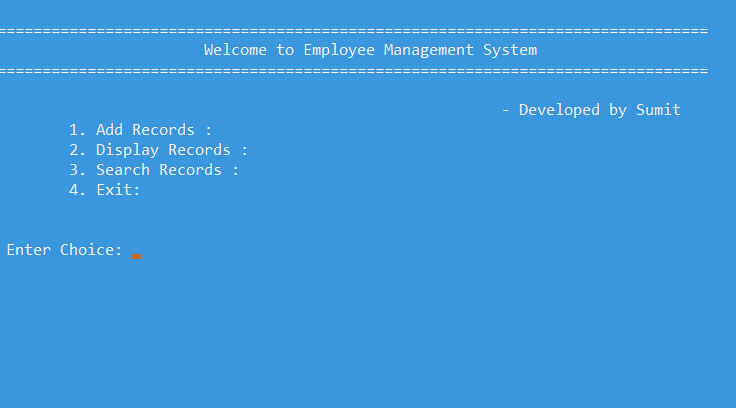 ===============================================================================
Welcome to Employee Management System
===============================================================================
- Developed by Sumit
1. Add Records :
2. Display Records :
3. Search Records :
4. Exit:
Enter Choice: